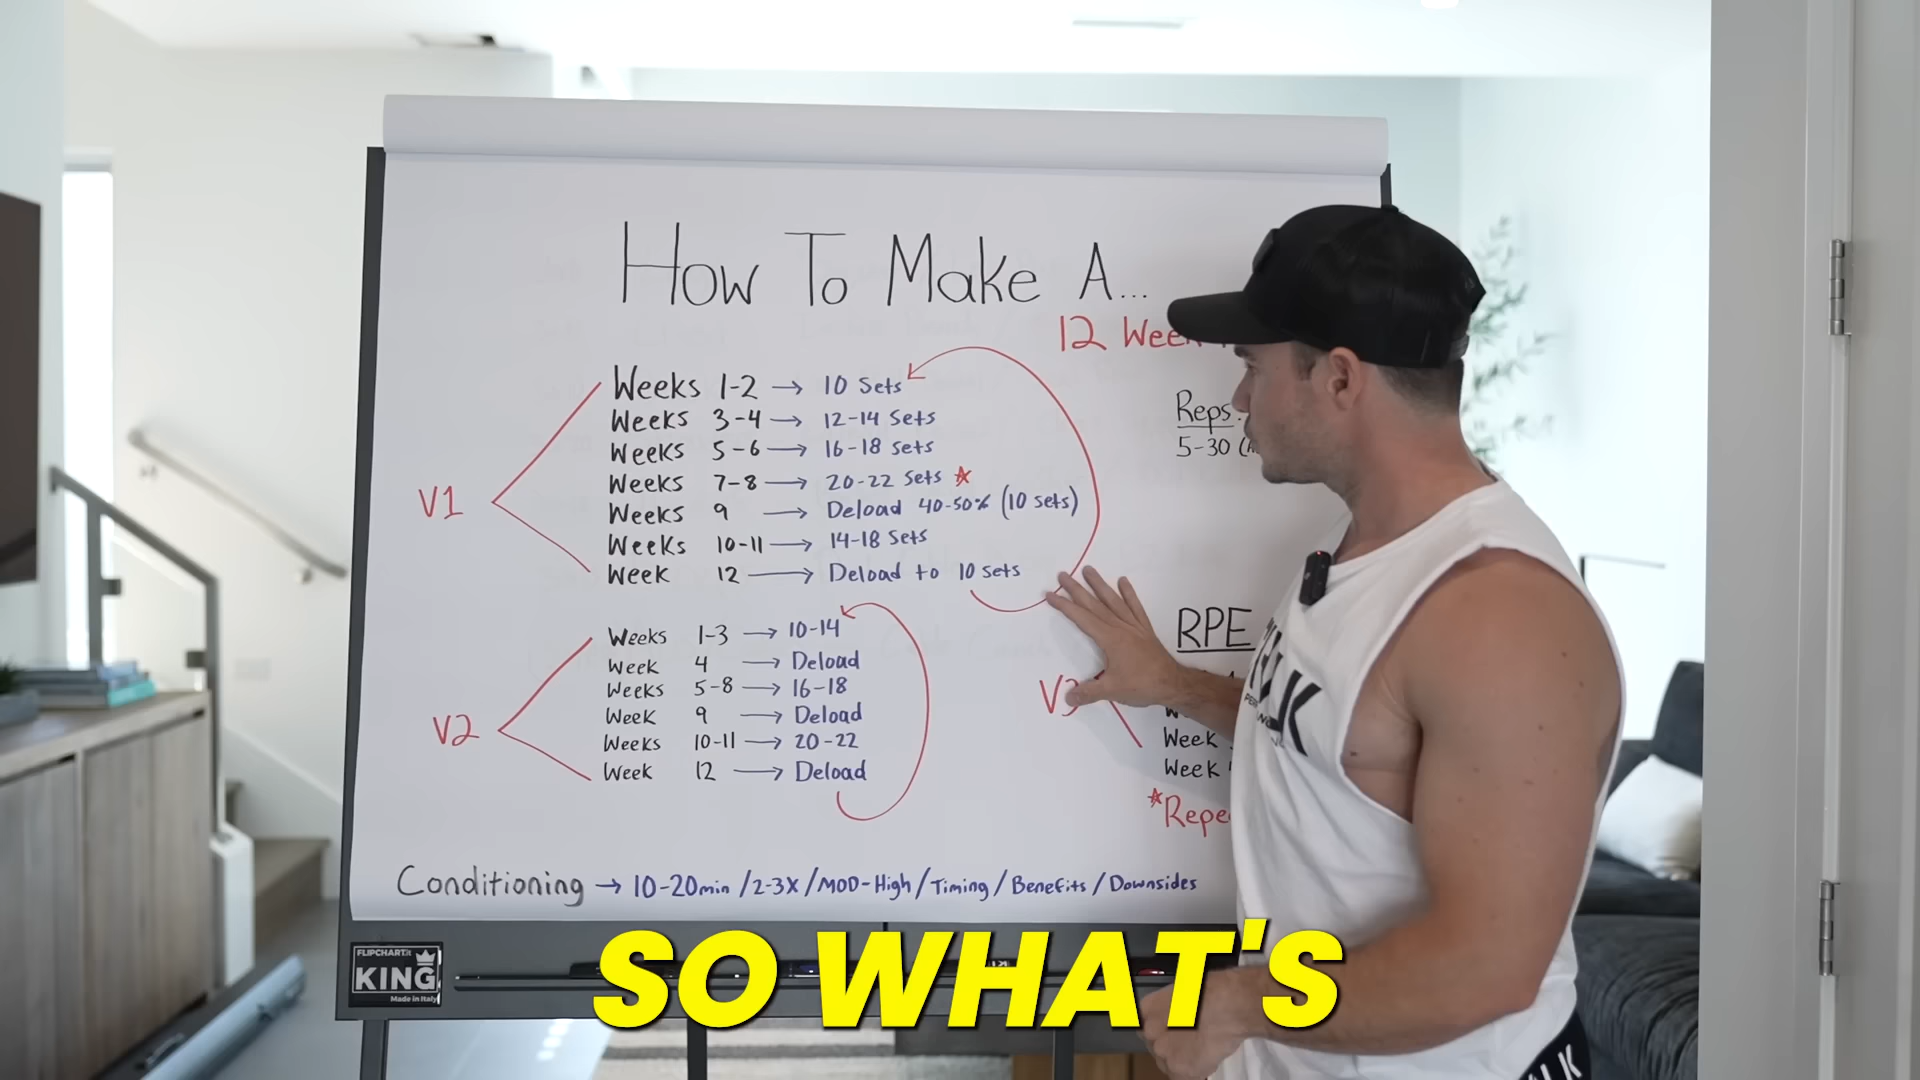 How To Make A...
12 Week
V1
Weeks 1-2 → 10 Sets
Weeks 3-4 → 12-14 Sets
Weeks 5-6 → 16-18 Sets
Weeks 7-8 → 20-22 Sets ☆
Weeks 9 → Deload 40-50% (10 sets)
Weeks 10-11 → 14-18 Sets
Week 12 → Deload to 10 sets
V2
Weeks 1-3 → 10-14
Week 4 → Deload
Weeks 5-8 → 16-18
Week 9 → Deload
Weeks 10-11 → 20-22
Week 12 → Deload
Reps:
5-30
RPE
V3
Week
Week
Conditioning → 10-20min / 2-3X / MOD-High / Timing / Benefits / Downsides
FLIPCHART.it
KING
Made in Italy
SO WHAT'S